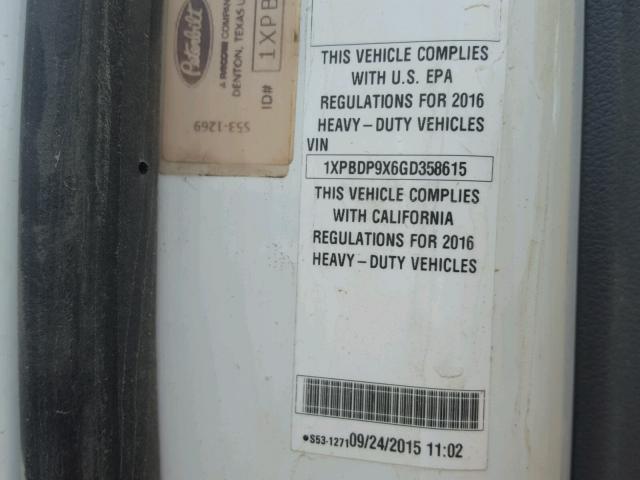 Peterbilt
A PACCAR COMPAN
DENTON, TEXAS U
ID# 1XPB
S53-1269
THIS VEHICLE COMPLIES
WITH U.S. EPA
REGULATIONS FOR 2016
HEAVY-DUTY VEHICLES
VIN
1XPBDP9X6GD358615
THIS VEHICLE COMPLIES
WITH CALIFORNIA
REGULATIONS FOR 2016
HEAVY-DUTY VEHICLES
•S53-1271 09/24/2015 11:02